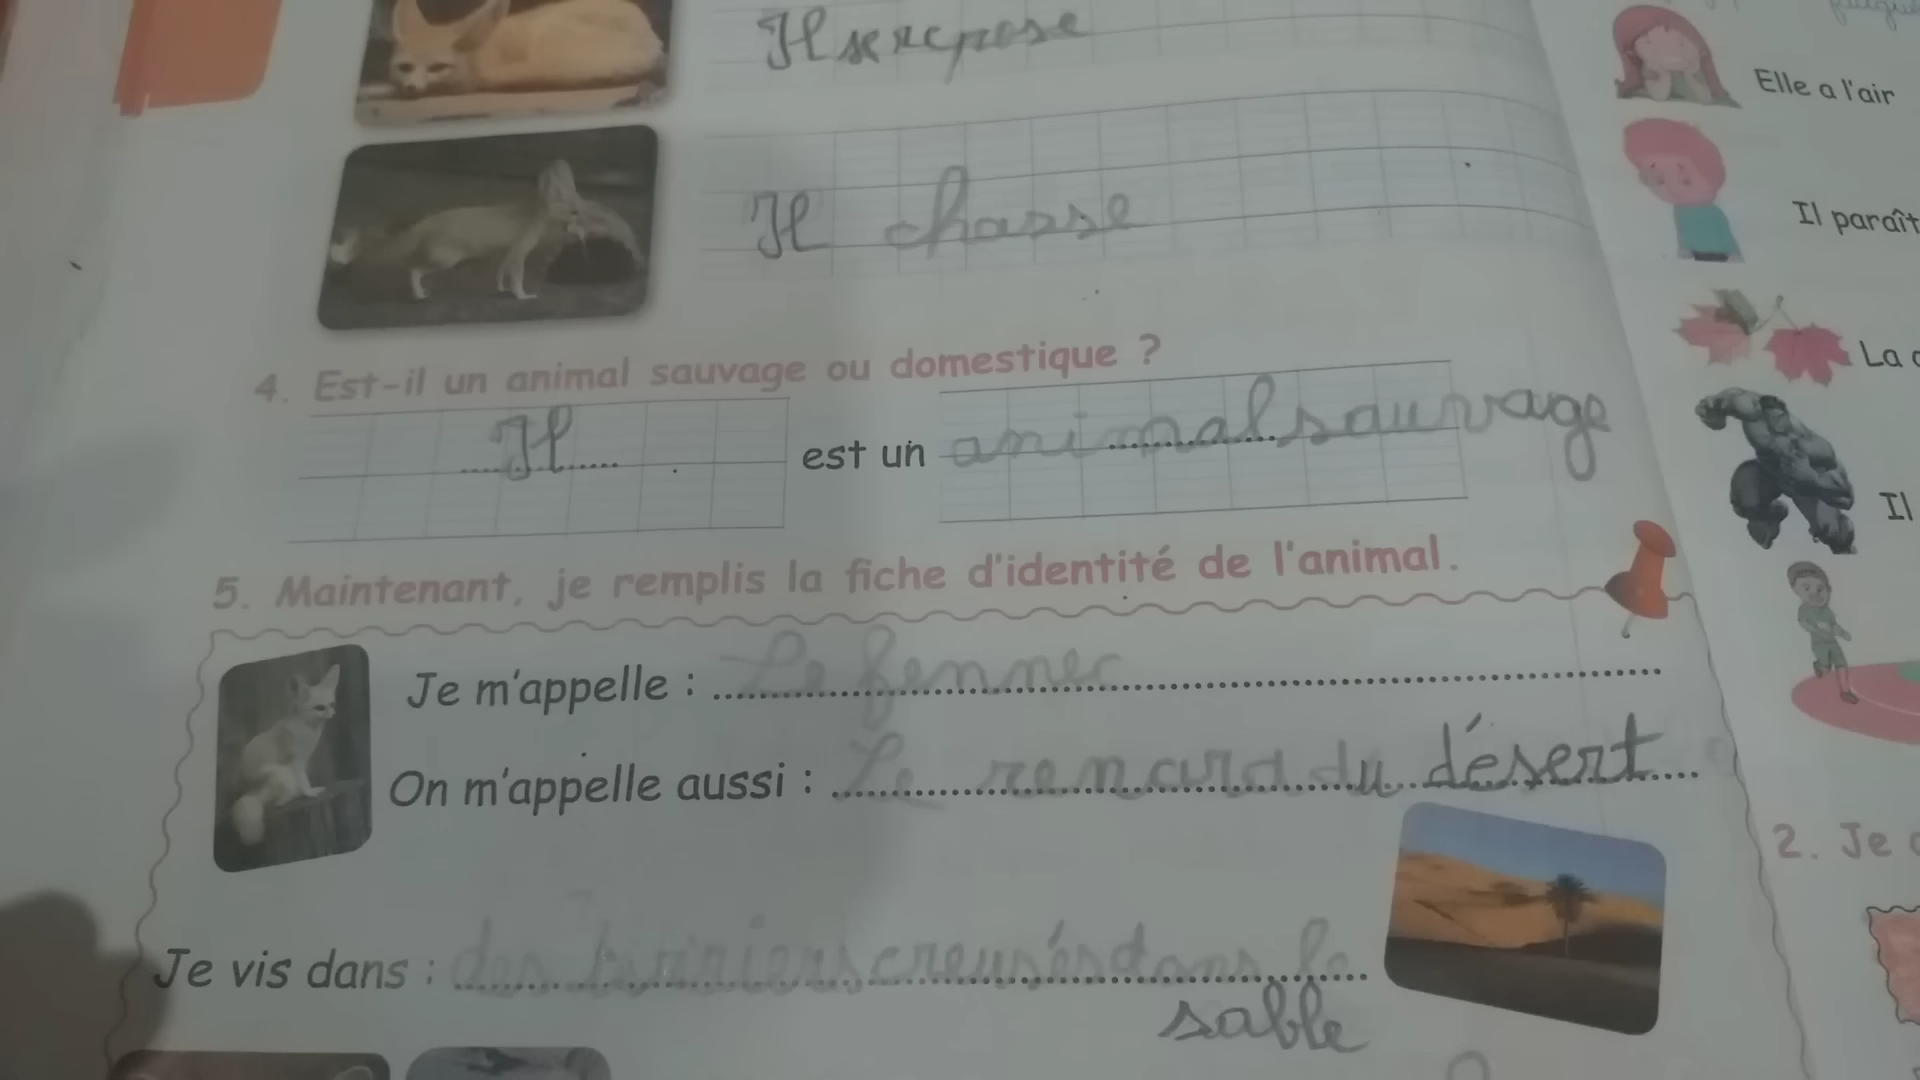 Il se repose
Il chasse
4. Est-il un animal sauvage ou domestique ?
Il est un animal sauvage
5. Maintenant, je remplis la fiche d'identité de l'animal.
Je m'appelle : Le fennec
On m'appelle aussi : Le renard du désert
Je vis dans : des terriers creusés dans le
sable
Elle a l'air
Il paraît
La
Il
2. Je